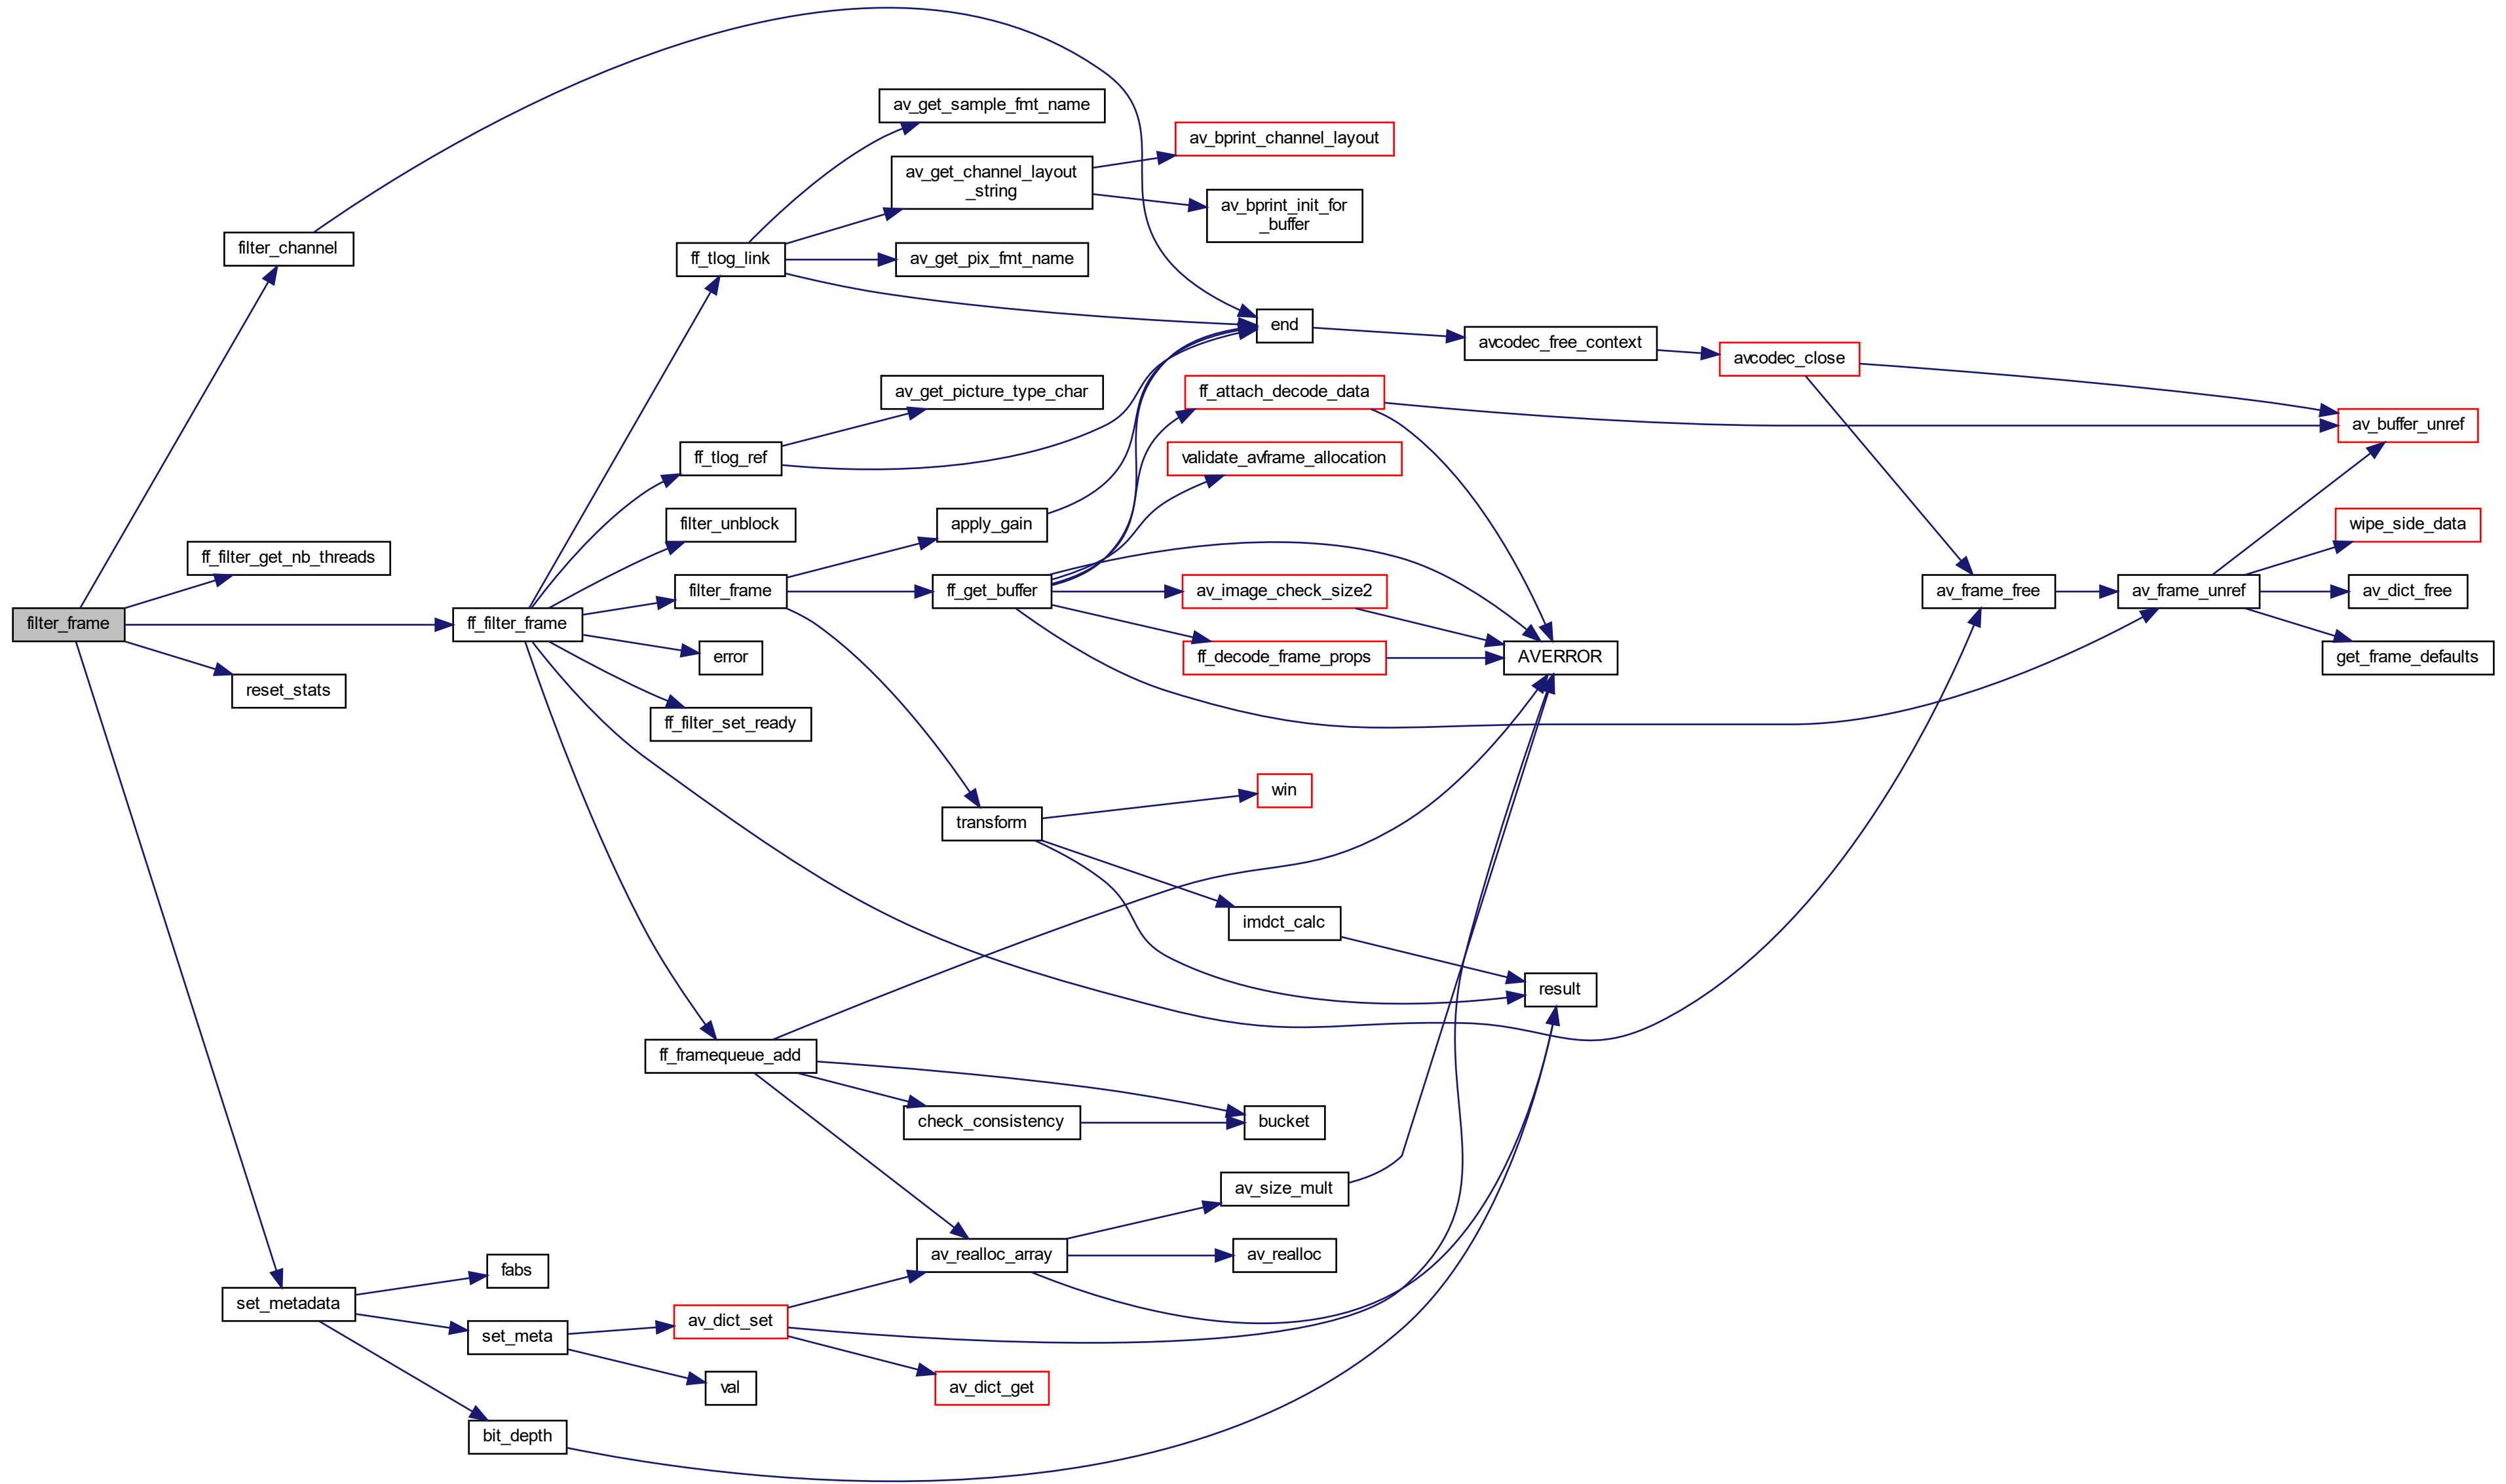 av_get_sample_fmt_name
av_bprint_channel_layout
av_get_channel_layout
_string
av_bprint_init_for
_buffer
filter_channel
ff_tlog_link
av_get_pix_fmt_name
end
avcodec_free_context
avcodec_close
av_get_picture_type_char
ff_attach_decode_data
av_buffer_unref
ff_tlog_ref
validate_avframe_allocation
filter_unblock
apply_gain
wipe_side_data
ff_filter_get_nb_threads
filter_frame
ff_get_buffer
av_image_check_size2
av_frame_free
av_frame_unref
av_dict_free
filter_frame
ff_filter_frame
error
ff_decode_frame_props
AVERROR
get_frame_defaults
reset_stats
ff_filter_set_ready
win
transform
imdct_calc
result
ff_framequeue_add
check_consistency
bucket
av_size_mult
av_realloc_array
av_realloc
fabs
set_metadata
set_meta
av_dict_set
val
av_dict_get
bit_depth